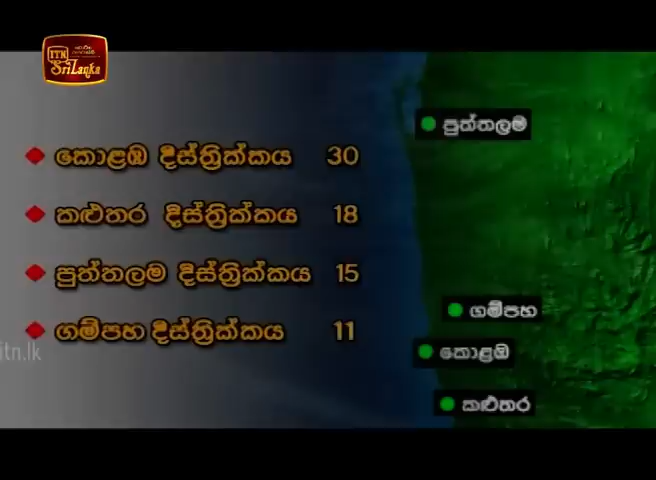 ITN
Sri Lanka
පුත්තලම
කොළඹ දිස්ත්‍රික්කය 30
කළුතර දිස්ත්‍රික්කය 18
පුත්තලම දිස්ත්‍රික්කය 15
ගම්පහ දිස්ත්‍රික්කය 11
ගම්පහ
itn.lk
කොළඹ
කළුතර